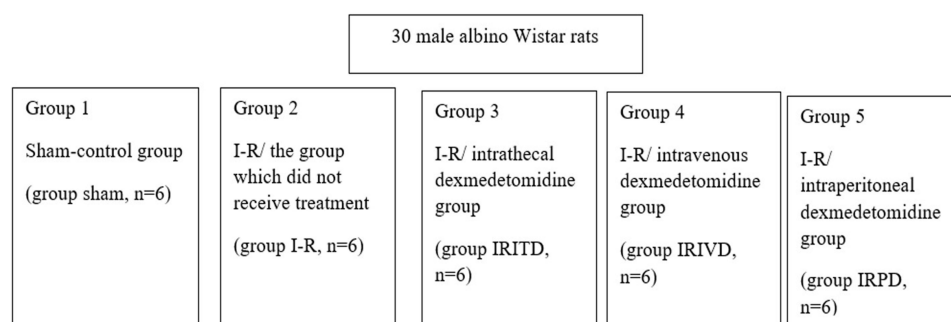 30 male albino Wistar rats
Group 1
Sham-control group
(group sham, n=6)
Group 2
I-R/ the group
which did not
receive treatment
(group I-R, n=6)
Group 3
I-R/ intrathecal
dexmedetomidine
group
(group IRITD,
n=6)
Group 4
I-R/ intravenous
dexmedetomidine
group
(group IRIVD,
n=6)
Group 5
I-R/
intraperitoneal
dexmedetomidine
group
(group IRPD,
n=6)